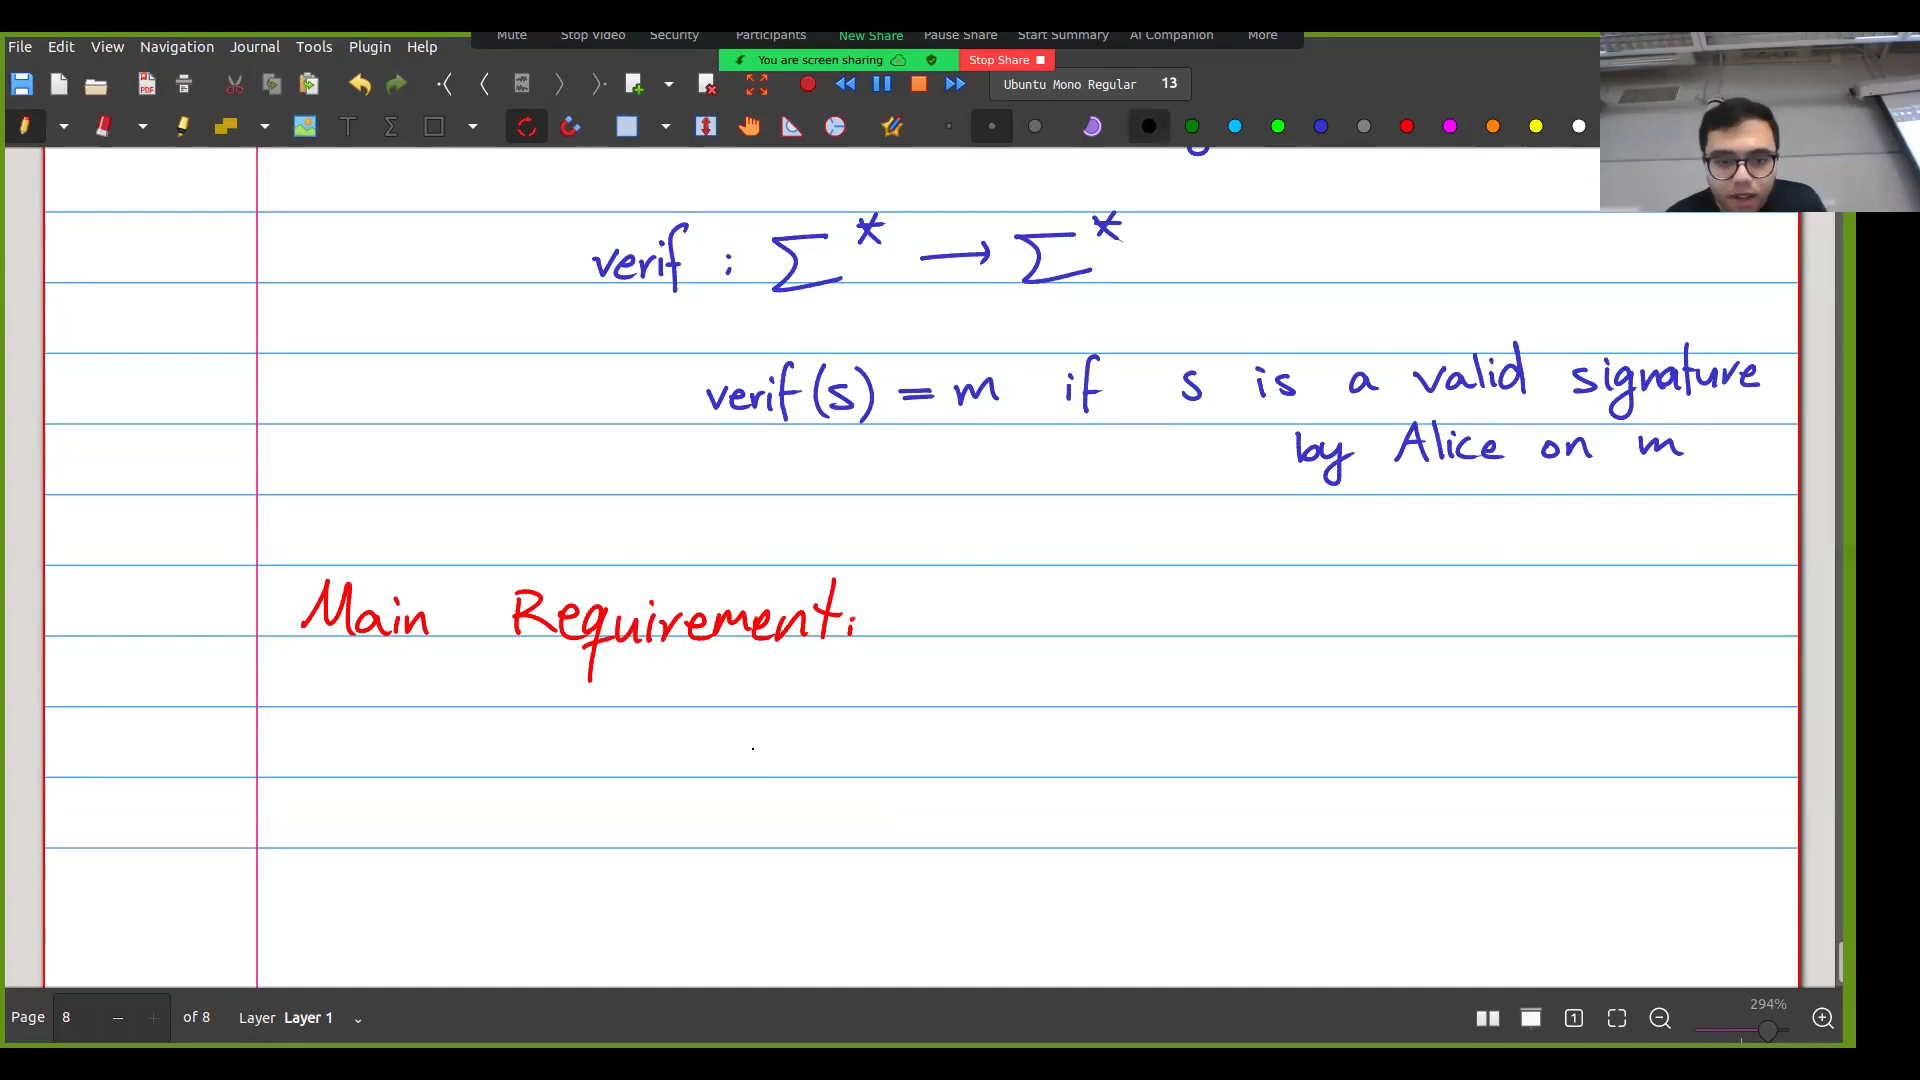 Mute Stop Video Security Participants New Share Pause Share Start Summary AI Companion More
File Edit View Navigation Journal Tools Plugin Help
You are screen sharing Stop Share
Ubuntu Mono Regular 13
verif : Σ* → Σ*
verif(s) = m if s is a valid signature
by Alice on m
Main Requirement:
294%
Page 8 of 8 Layer Layer 1